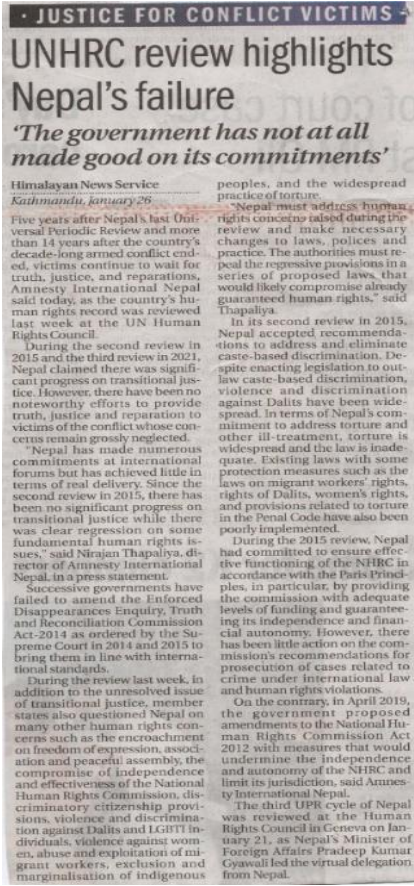 · JUSTICE FOR CONFLICT VICTIMS -
UNHRC review highlights
Nepal's failure
'The government has not at all
made good on its commitments'
Himalayan News Service
Kathmandu, January 26
Five years after Nepal's last Uni-
versal Periodic Review and more
than 14 years after the country's
decade-long armed conflict end-
ed, victims continue to wait for
truth, justice, and reparations,
Amnesty International Nepal
said today, as the country's hu-
man rights record was reviewed
last week at the UN Human
Rights Council.
During the second review in
2015 and the third review in 2021,
Nepal claimed there was signifi-
cant progress on transitional jus-
tice. However, there have been no
noteworthy efforts to provide
truth, justice and reparation to
victims of the conflict whose con-
cerns remain grossly neglected.
"Nepal has made numerous
commitments at international
forums but has achieved little in
terms of real delivery. Since the
second review in 2015, there has
been no significant progress on
transitional justice while there
was clear regression on some
fundamental human rights is-
sues," said Nirajan Thapaliya, di-
rector of Amnesty International
Nepal, in a press statement.
Successive governments have
failed to amend the Enforced
Disappearances Enquiry, Truth
and Reconciliation Commission
Act-2014 as ordered by the Su-
preme Court in 2014 and 2015 to
bring them in line with interna-
tional standards.
During the review last week, in
addition to the unresolved issue
of transitional justice, member
states also questioned Nepal on
many other human rights con-
cerns such as the encroachment
on freedom of expression, associ-
ation and peaceful assembly, the
compromise of independence
and effectiveness of the National
Human Rights Commission, dis-
criminatory citizenship provi-
sions, violence and discrimina-
tion against Dalits and LGBTI in-
dividuals, violence against wom-
en, abuse and exploitation of mi-
grant workers, exclusion and
marginalisation of indigenous
peoples, and the widespread
practice of torture.
"Nepal must address human
rights concerns raised during the
review and make necessary
changes to laws, polices and
practice. The authorities must re-
peal the regressive provisions in a
series of proposed laws that
would likely compromise already
guaranteed human rights," said
Thapaliya.
In its second review in 2015,
Nepal accepted recommenda-
tions to address and eliminate
caste-based discrimination. De-
spite enacting legislation to out-
law caste-based discrimination,
violence and discrimination
against Dalits have been wide-
spread. In terms of Nepal's com-
mitment to address torture and
other ill-treatment, torture is
widespread and the law is inade-
quate. Existing laws with some
protection measures such as the
laws on migrant workers' rights,
rights of Dalits, women's rights,
and provisions related to torture
in the Penal Code have also been
poorly implemented.
During the 2015 review, Nepal
had committed to ensure effec-
tive functioning of the NHRC in
accordance with the Paris Princi-
ples, in particular, by providing
the commission with adequate
levels of funding and guarantee-
ing its independence and finan-
cial autonomy. However, there
has been little action on the com-
mission's recommendations for
prosecution of cases related to
crime under international law
and human rights violations.
On the contrary, in April 2019,
the government proposed
amendments to the National Hu-
man Rights Commission Act
2012 with measures that would
undermine the independence
and autonomy of the NHRC and
limit its jurisdiction, said Amnes-
ty International Nepal.
The third UPR cycle of Nepal
was reviewed at the Human
Rights Council in Geneva on Jan-
uary 21, as Nepal's Minister of
Foreign Affairs Pradeep Kumar
Gyawali led the virtual delegation
from Nepal.